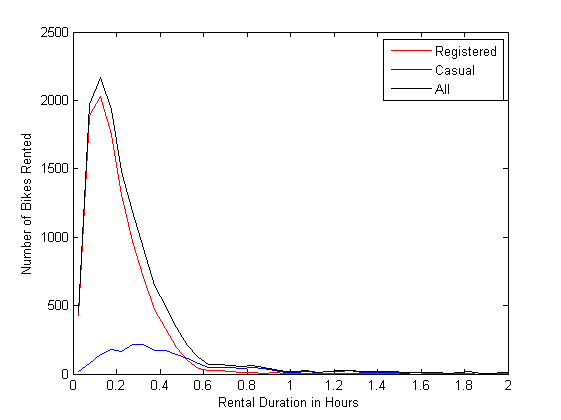 2500
2000
1500
1000
500
0
Number of Bikes Rented
Registered
Casual
All
0 0.2 0.4 0.6 0.8 1 1.2 1.4 1.6 1.8 2
Rental Duration in Hours